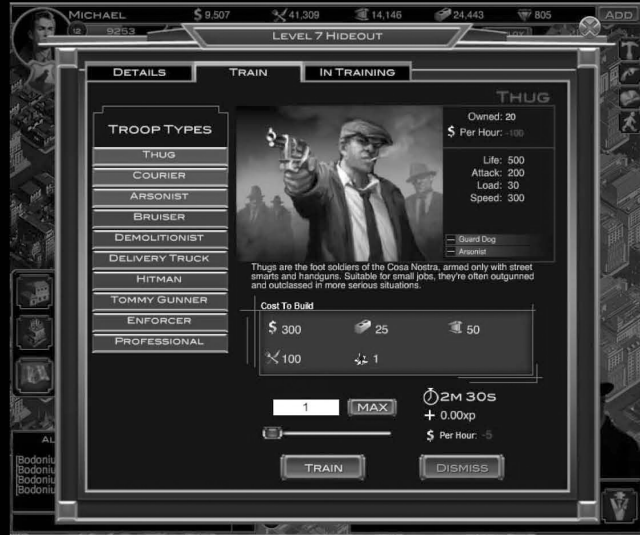 MICHAEL
$ 9,507
41,309
14,146
24,443
805
ADD
12
9253
LEVEL 7 HIDEOUT
DETAILS
TRAIN
IN TRAINING
THUG
TROOP TYPES
THUG
COURIER
ARSONIST
BRUISER
DEMOLITIONIST
DELIVERY TRUCK
HITMAN
TOMMY GUNNER
ENFORCER
PROFESSIONAL
Owned: 20
$ Per Hour: -100
Life: 500
Attack: 200
Load: 30
Speed: 300
Guard Dog
Arsonist
Thugs are the foot soldiers of the Cosa Nostra, armed only with street
smarts and handguns. Suitable for small jobs, they're often outgunned
and outclassed in more serious situations.
Cost To Build
$ 300
25
50
100
1
1
MAX
2M 30S
+ 0.00xp
$ Per Hour: -5
TRAIN
DISMISS
[Bodoniu
[Bodoniu
[Bodoniu
[Bodoniu